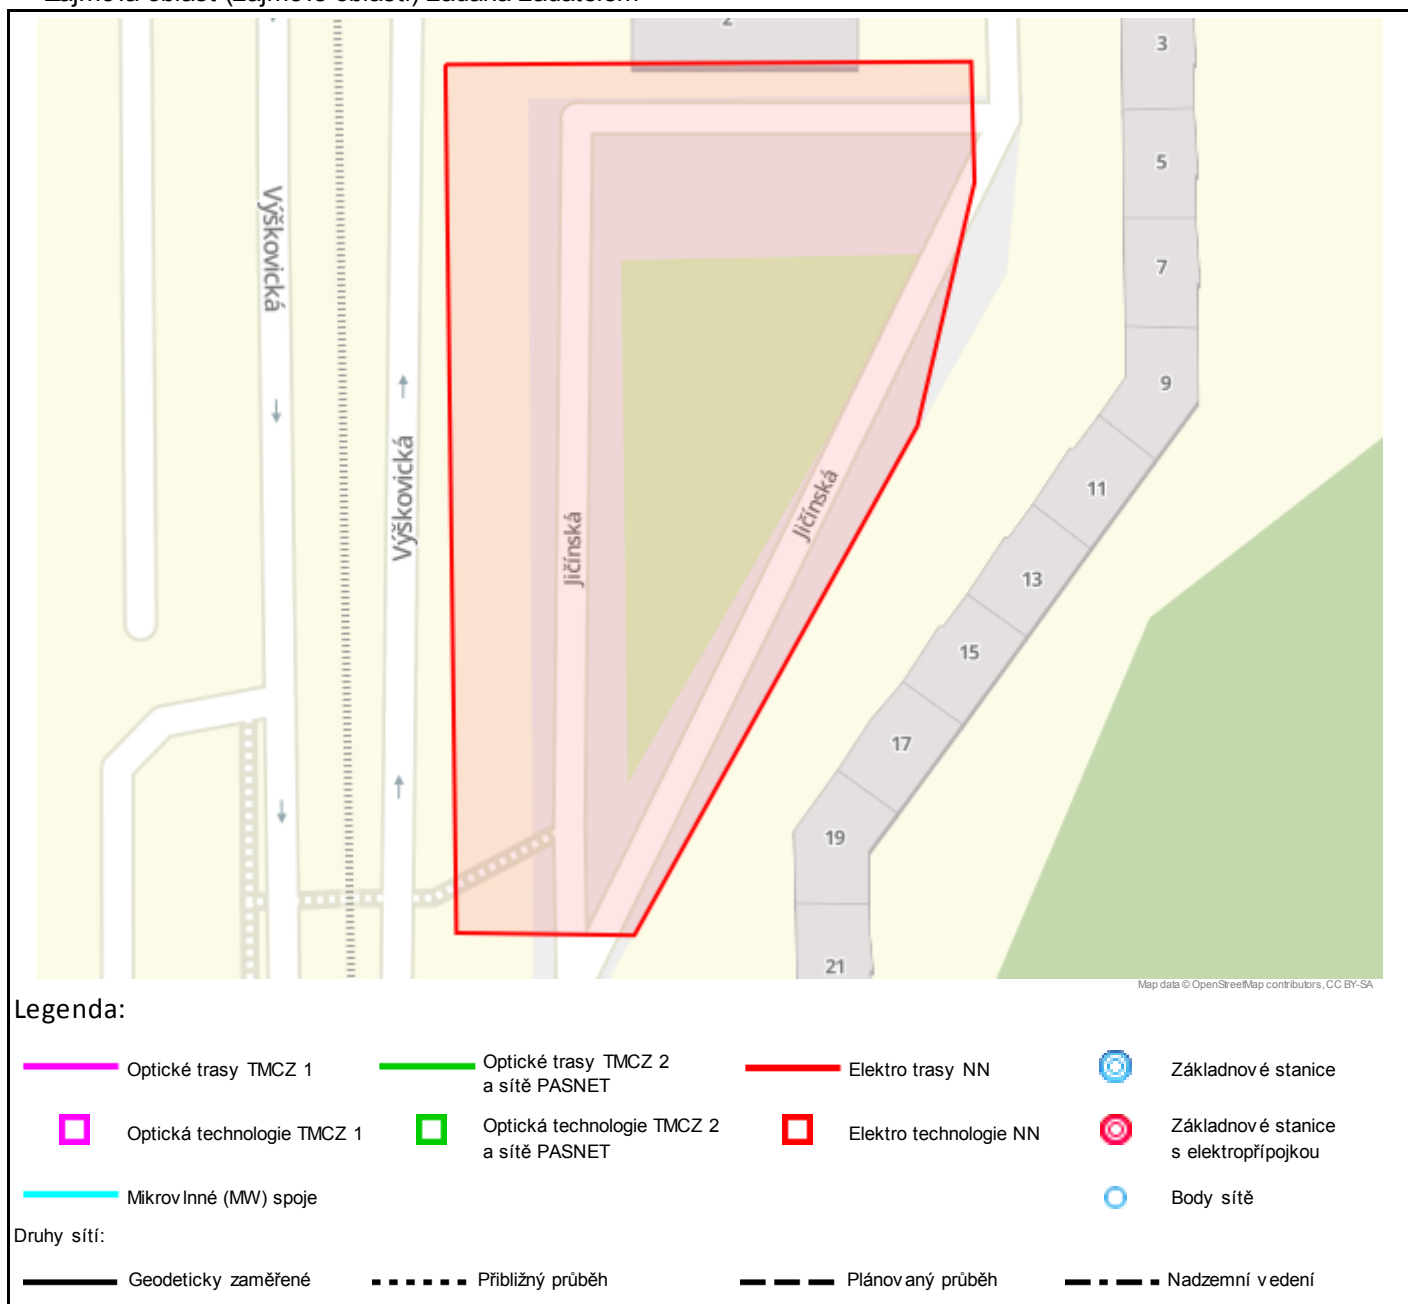 2
3
5
7
9
11
13
15
17
19
21
Výškovická
Výškovická
Jičínská
Jičínská
Map data © OpenStreetMap contributors, CC BY-SA
Legenda:
Optické trasy TMCZ 1
Optické trasy TMCZ 2
a sítě PASNET
Elektro trasy NN
Základnové stanice
Optická technologie TMCZ 1
Optická technologie TMCZ 2
a sítě PASNET
Elektro technologie NN
Základnové stanice
s elektropřípojkou
Mikrovlnné (MW) spoje
Body sítě
Druhy sítí:
Geodeticky zaměřené
Přibližný průběh
Plánovaný průběh
Nadzemní vedení